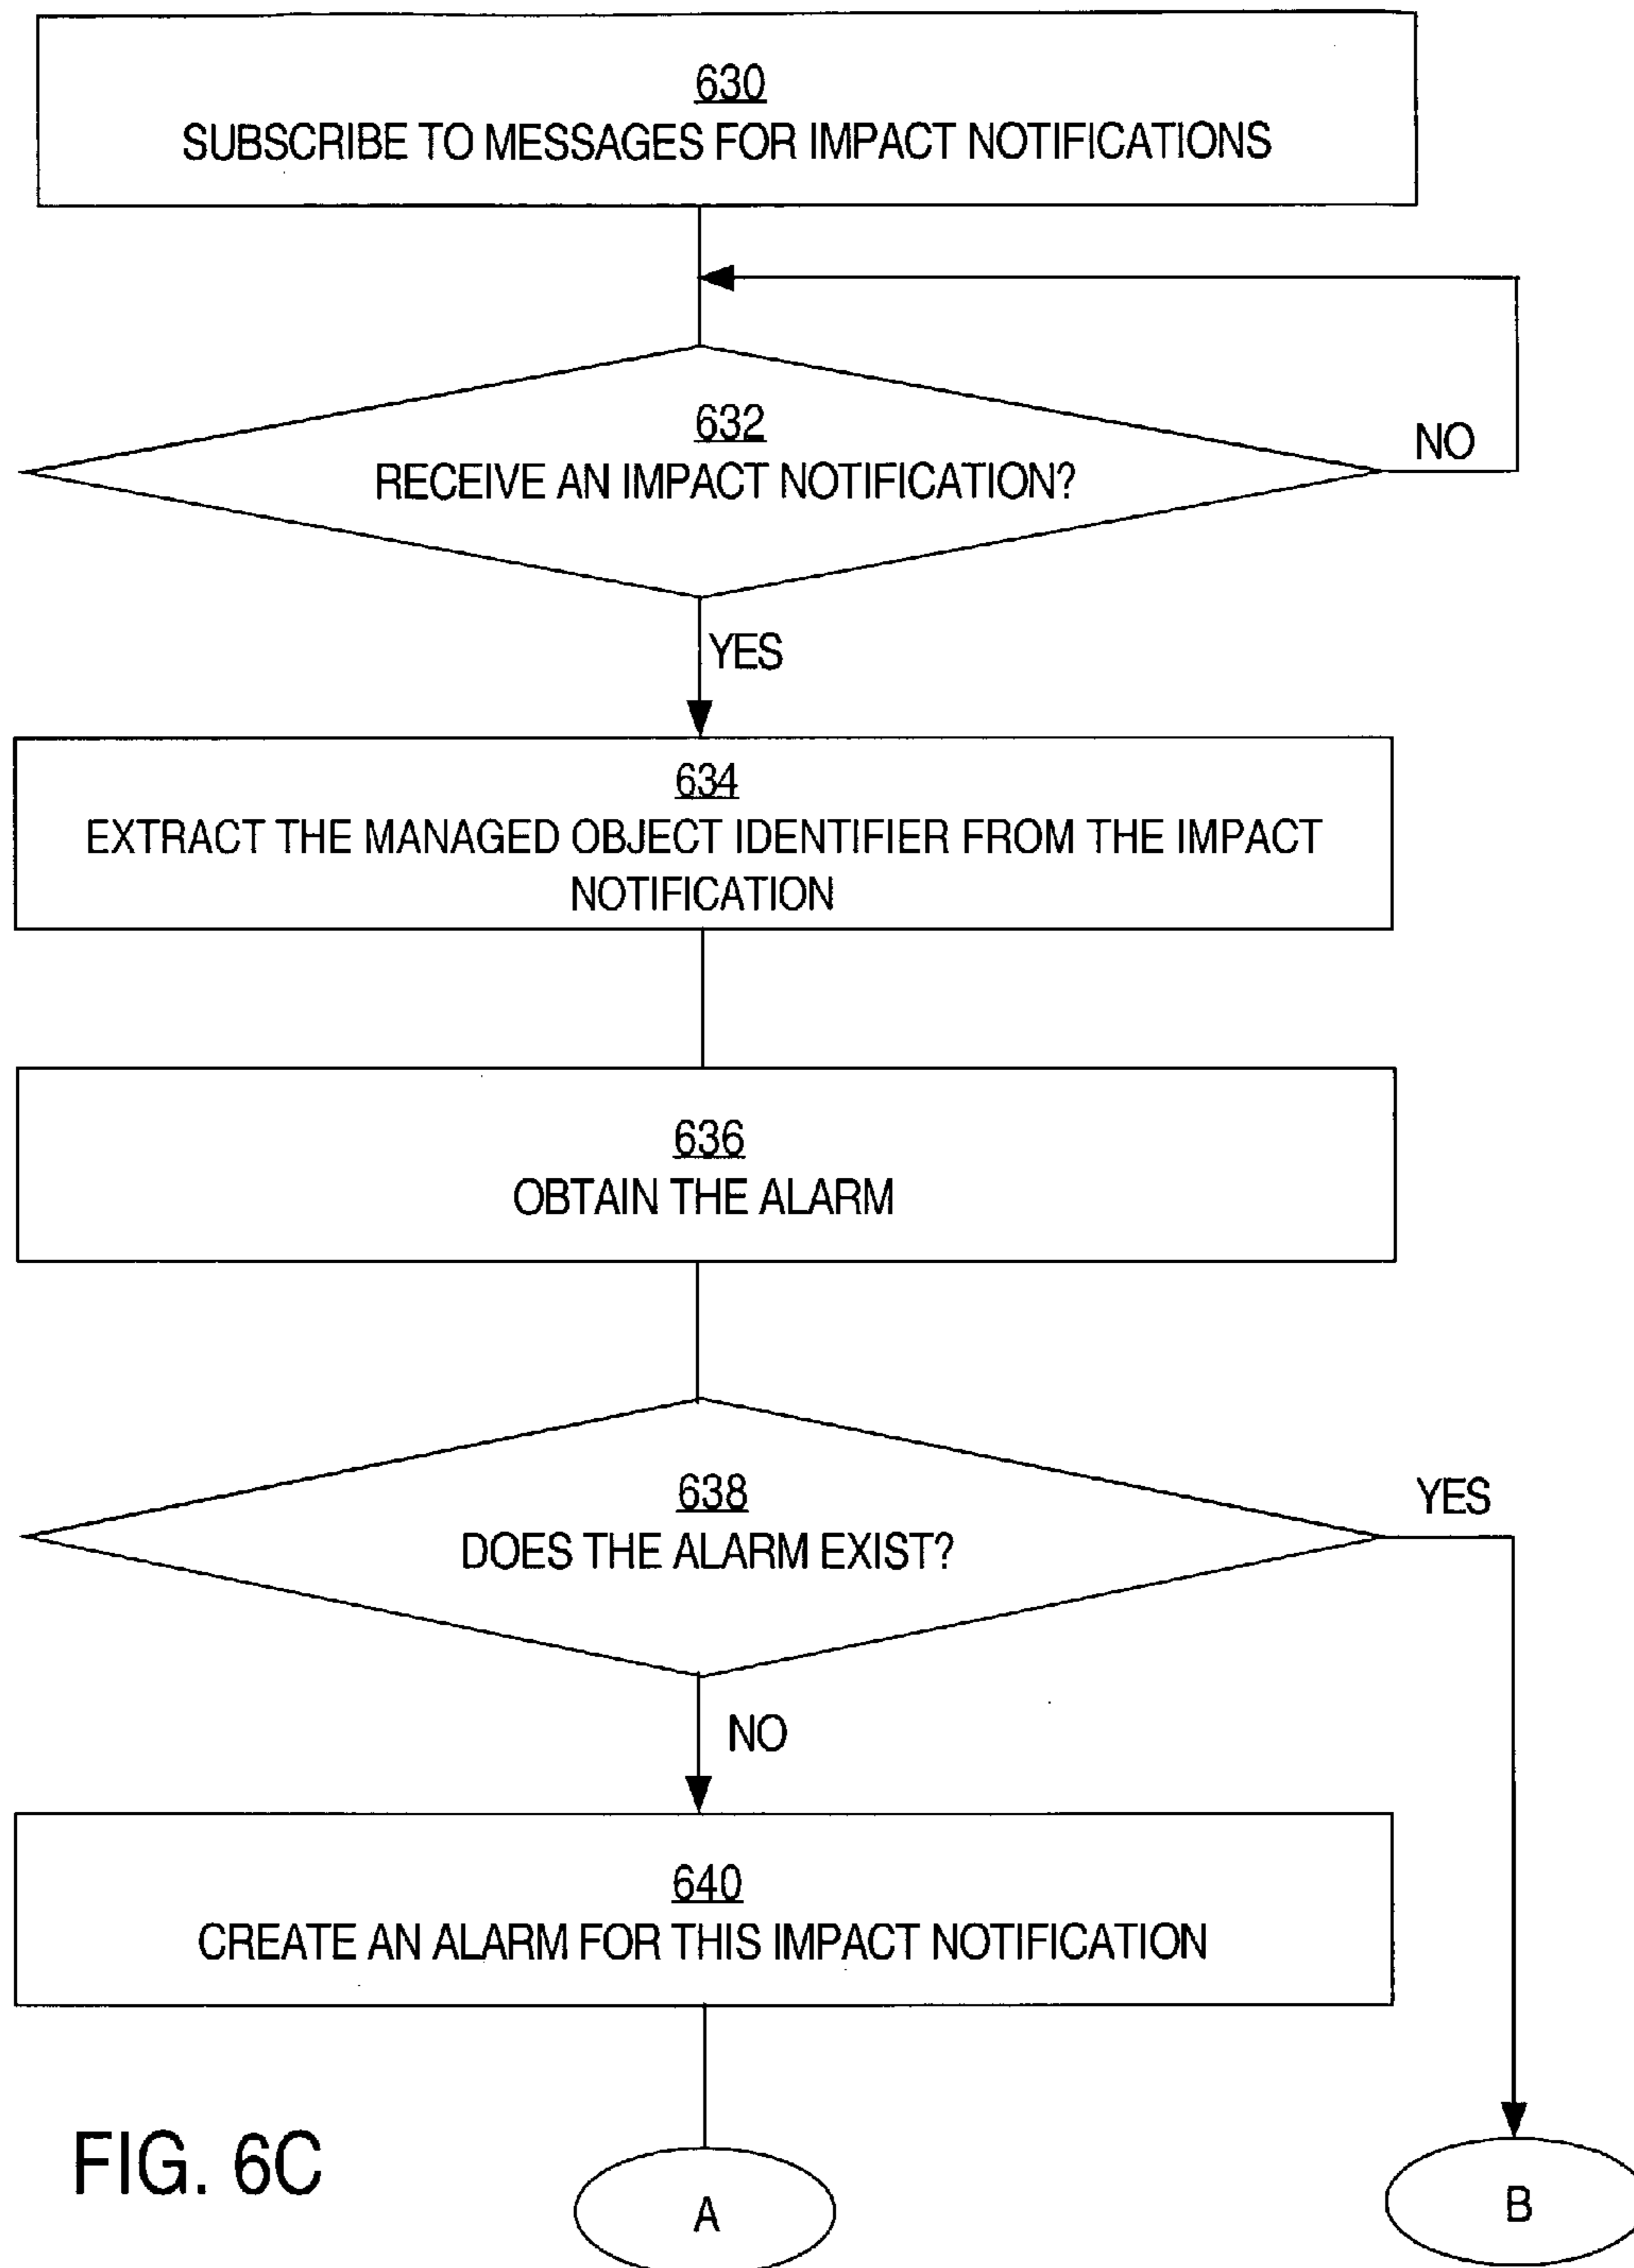 630
SUBSCRIBE TO MESSAGES FOR IMPACT NOTIFICATIONS
632
RECEIVE AN IMPACT NOTIFICATION?
NO
YES
634
EXTRACT THE MANAGED OBJECT IDENTIFIER FROM THE IMPACT
NOTIFICATION
636
OBTAIN THE ALARM
638
DOES THE ALARM EXIST?
YES
NO
640
CREATE AN ALARM FOR THIS IMPACT NOTIFICATION
FIG. 6C
A
B